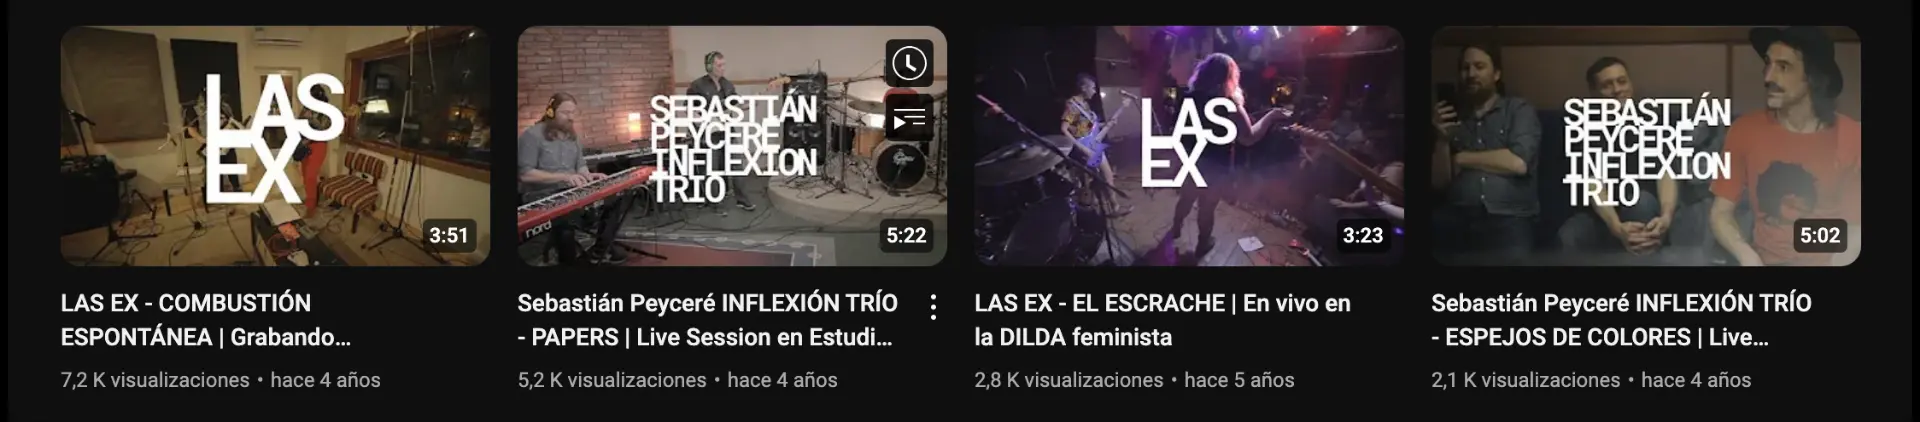 LAS
EX
3:51
LAS EX - COMBUSTIÓN
ESPONTÁNEA | Grabando...
7,2 K visualizaciones • hace 4 años
SEBASTIÁN
PEYCERÉ
INFLEXION
TRIO
nord
5:22
Sebastián Peyceré INFLEXIÓN TRÍO
- PAPERS | Live Session en Estudi...
5,2 K visualizaciones • hace 4 años
LAS
EX
3:23
LAS EX - EL ESCRACHE | En vivo en
la DILDA feminista
2,8 K visualizaciones • hace 5 años
SEBASTIÁN
PEYCERÉ
INFLEXION
TRIO
5:02
Sebastián Peyceré INFLEXIÓN TRÍO
- ESPEJOS DE COLORES | Live...
2,1 K visualizaciones • hace 4 años